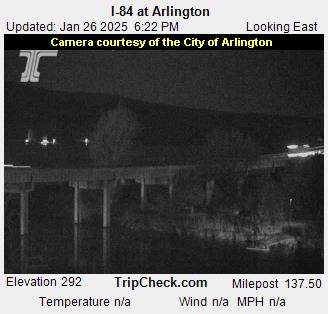 I-84 at Arlington
Updated: Jan 26 2025 6:22 PM Looking East
Camera courtesy of the City of Arlington
Elevation 292 TripCheck.com Milepost 137.50
Temperature n/a Wind n/a MPH n/a